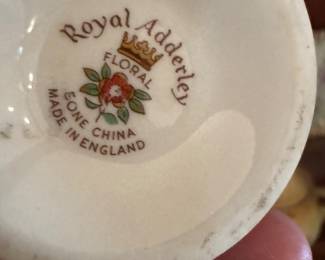 Royal Adderley
FLORAL
BONE CHINA
MADE IN ENGLAND